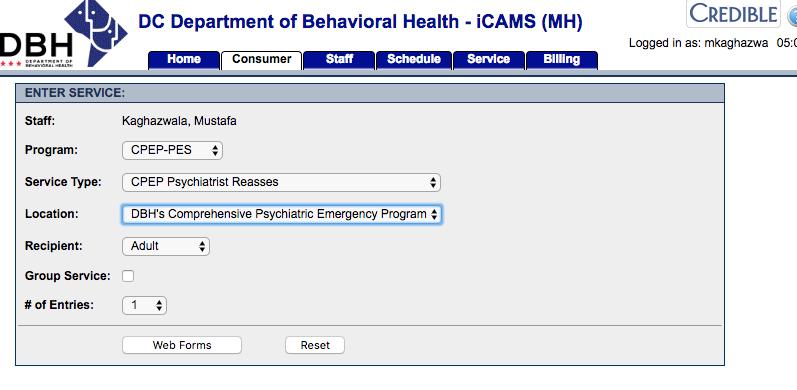 DC Department of Behavioral Health - iCAMS (MH)
CREDIBLE
DBH
DEPARTMENT OF
BEHAVIORAL HEALTH
Logged in as: mkaghazwa 05:0
Home Consumer Staff Schedule Service Billing
ENTER SERVICE:
Staff: Kaghazwala, Mustafa
Program: CPEP-PES
Service Type: CPEP Psychiatrist Reasses
Location: DBH's Comprehensive Psychiatric Emergency Program
Recipient: Adult
Group Service:
# of Entries: 1
Web Forms Reset